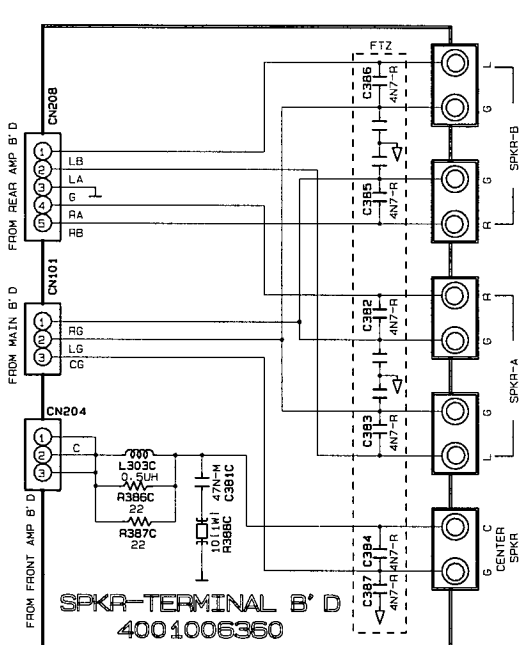 FTZ
CN208
FROM REAR AMP B' D
1
2
3
4
5
LB
LA
G
RA
RB
C386
4N7-R
C385
4N7-R
L
G
G
R
SPKR-B
CN101
FROM MAIN B' D
1
2
3
RG
LG
CG
C382
4N7-R
C383
4N7-R
R
G
G
L
SPKR-A
CN204
FROM FRONT AMP B' D
1
2
3
C
L303C
0.5UH
R386C
22
R387C
22
47N-M
C381C
10(1W)
R388C
C384
4N7-R
C387
4N7-R
C
G
CENTER
SPKR
SPKR-TERMINAL B' D
4001006360